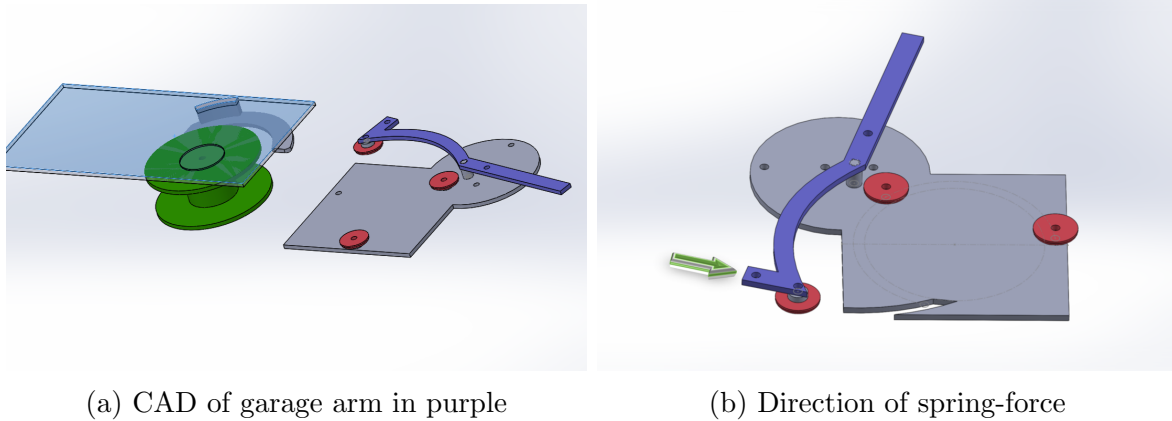 (a) CAD of garage arm in purple
(b) Direction of spring-force